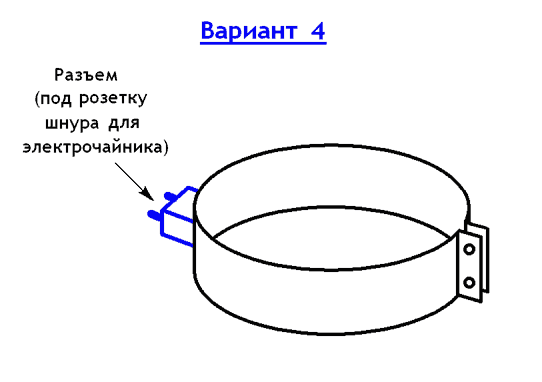 Вариант 4
Разъем
(под розетку
шнура для
электрочайника)